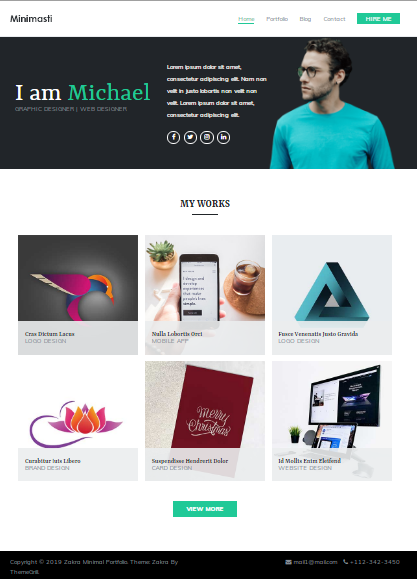 Minimasti
Home Portfolio Blog Contact HIRE ME
I am Michael
GRAPHIC DESIGNER | WEB DESIGNER
Lorem ipsum dolor sit amet,
consectetur adipiscing elit. Nam non
velit in justo lobortis non velit non
velit. Lorem ipsum dolor sit amet,
consectetur adipiscing elit.
MY WORKS
Cras Dictum Lacus
LOGO DESIGN
Nulla Lobortis Orci
MOBILE APP
Fusce Venenatis Justo Gravida
LOGO DESIGN
Curabitur iuis Libero
BRAND DESIGN
Merry
Christmas
Suspendisse Hendrerit Dolor
CARD DESIGN
Id Mollis Enim Eleifend
WEBSITE DESIGN
VIEW MORE
Copyright © 2019 Zakra Minimal Portfolio. Theme: Zakra By
ThemeGrill.
mail1@mail.com +112-342-3450